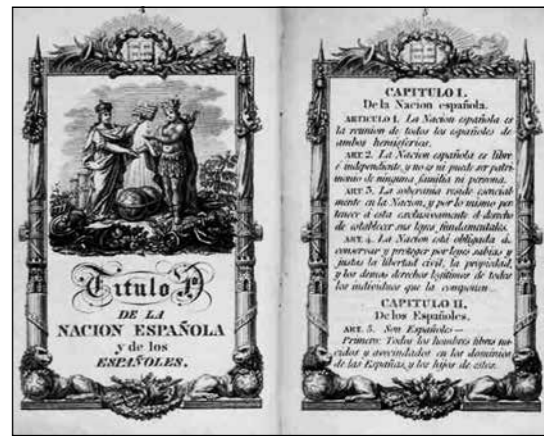 Titulo 1º
DE LA
NACION ESPAÑOLA
y de los
ESPAÑOLES.
CAPITULO I.
De la Nacion española.
ARTICULO 1. La Nacion española es
la reunion de todos los españoles de
ambos hemisferios.
ART. 2. La Nacion española es libre
é independiente, y no es ni puede ser patri-
monio de ninguna familia ni persona.
ART. 3. La soberania reside esencial-
mente en la Nacion, y por lo mismo per-
tenece á esta exclusivamente el derecho
de establecer sus leyes fundamentales.
ART. 4. La Nacion está obligada á
conservar y proteger por leyes sabias y
justas la libertad civil, la propiedad,
y los demas derechos legitimos de todos
los individuos que la componen.
CAPITULO II.
De los Españoles.
ART. 5. Son Españoles—
Primero: Todos los hombres libres na-
cidos y avecindados en los dominios
de las Españas, y los hijos de estos.